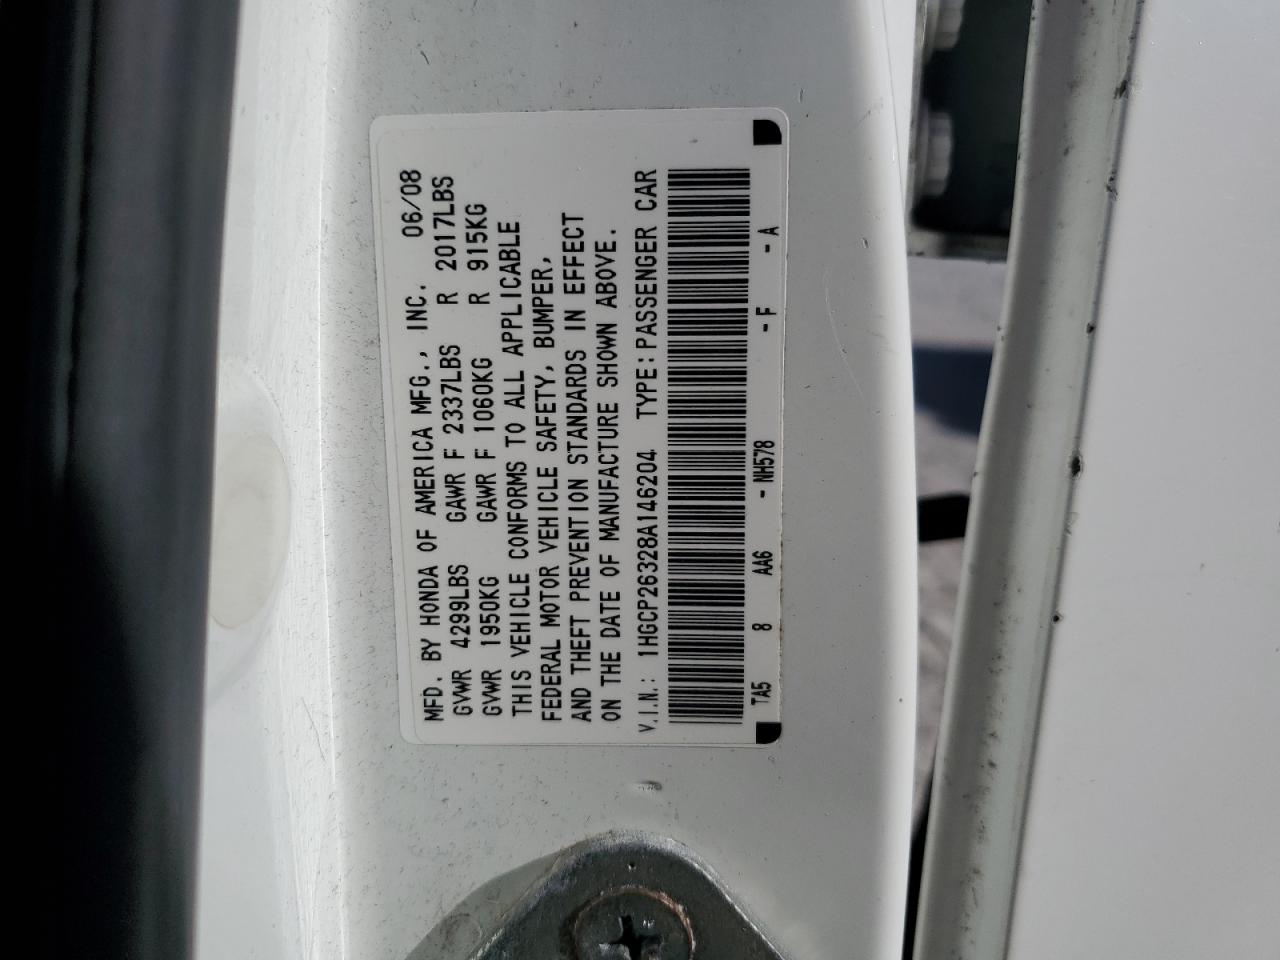 MFD. BY HONDA OF AMERICA MFG., INC. 06/08
GVWR 4299LBS GAWR F 2337LBS R 2017LBS
GVWR 1950KG GAWR F 1060KG R 915KG
THIS VEHICLE CONFORMS TO ALL APPLICABLE
FEDERAL MOTOR VEHICLE SAFETY, BUMPER,
AND THEFT PREVENTION STANDARDS IN EFFECT
ON THE DATE OF MANUFACTURE SHOWN ABOVE.
V.I.N.: 1HGCP26328A146204 TYPE:PASSENGER CAR
TA5 8 AA6 - NH578 - F - A